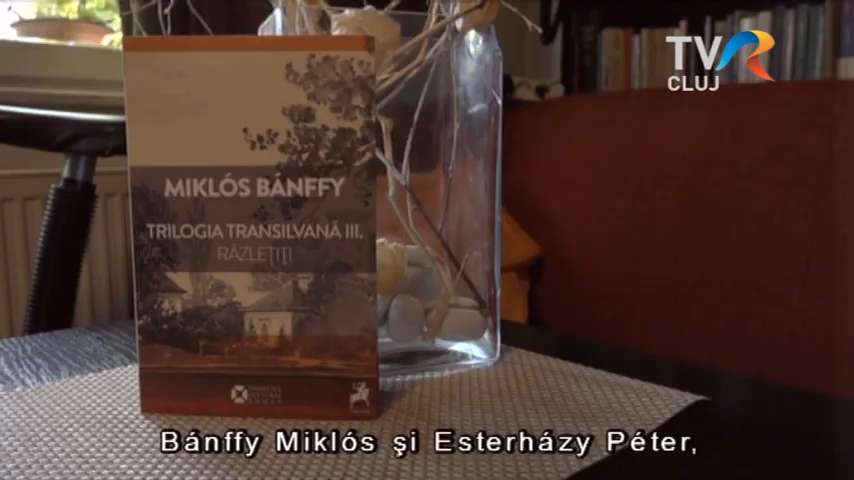 TVR
CLUJ
MIKLÓS BÁNFFY
TRILOGIA TRANSILVANĂ III.
RĂZLEȚIȚI
Bánffy Miklós şi Esterházy Péter,